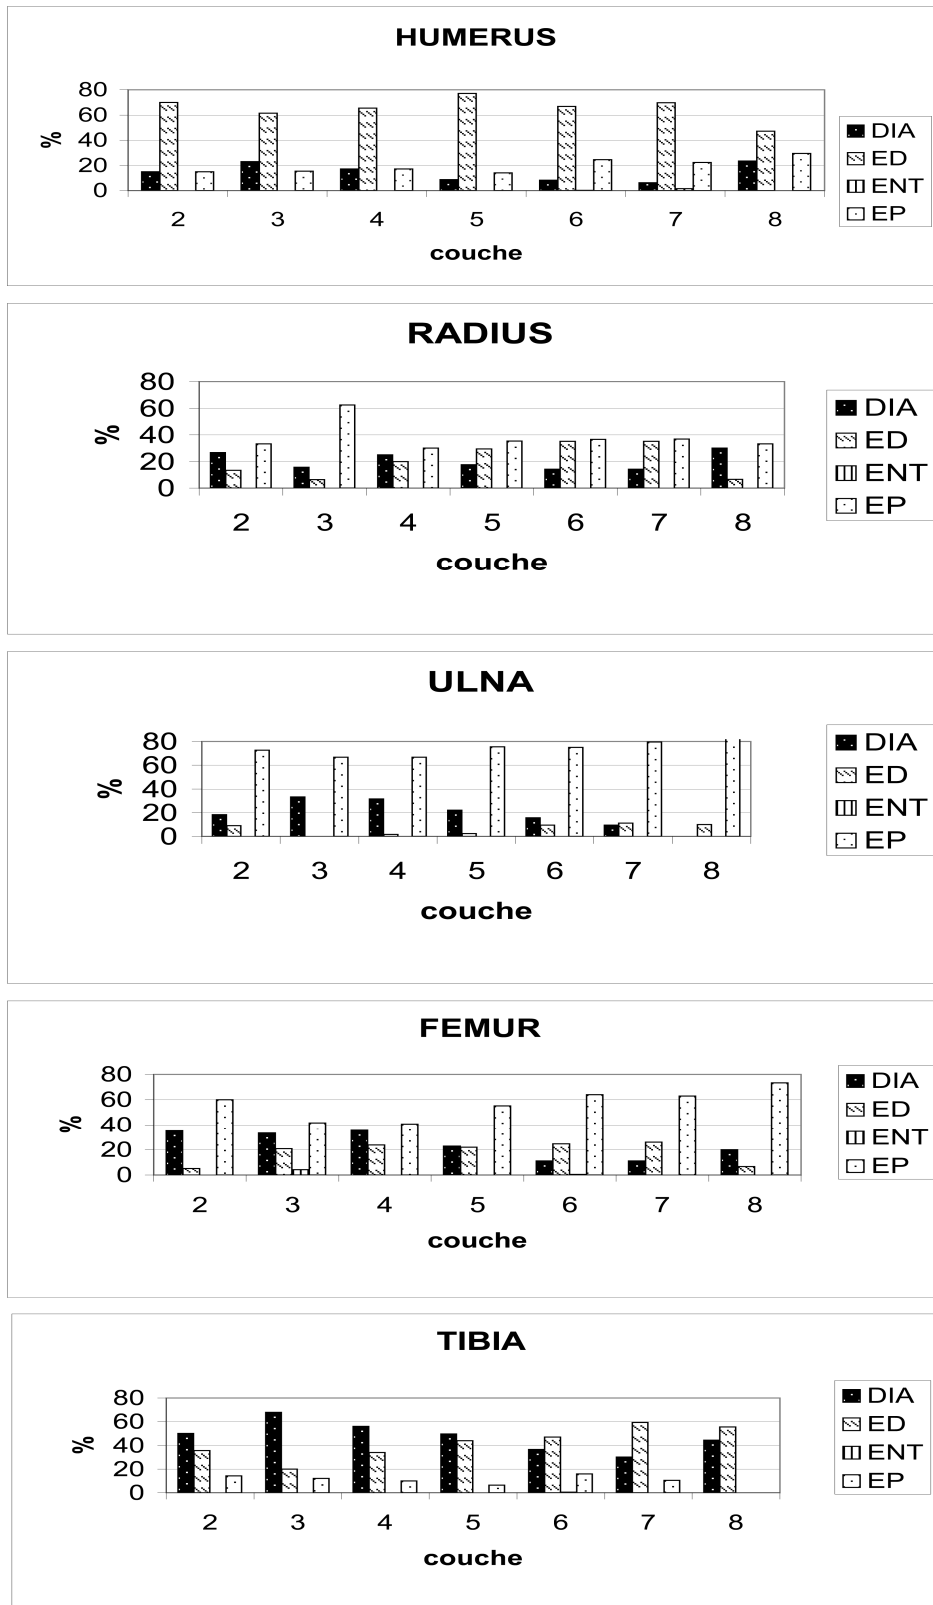 HUMERUS
80
60
40
20
0
%
2 3 4 5 6 7 8
couche
DIA
ED
ENT
EP
RADIUS
80
60
40
20
0
%
2 3 4 5 6 7 8
couche
DIA
ED
ENT
EP
ULNA
80
60
40
20
0
%
2 3 4 5 6 7 8
couche
DIA
ED
ENT
EP
FEMUR
80
60
40
20
0
%
2 3 4 5 6 7 8
couche
DIA
ED
ENT
EP
TIBIA
80
60
40
20
0
%
2 3 4 5 6 7 8
couche
DIA
ED
ENT
EP